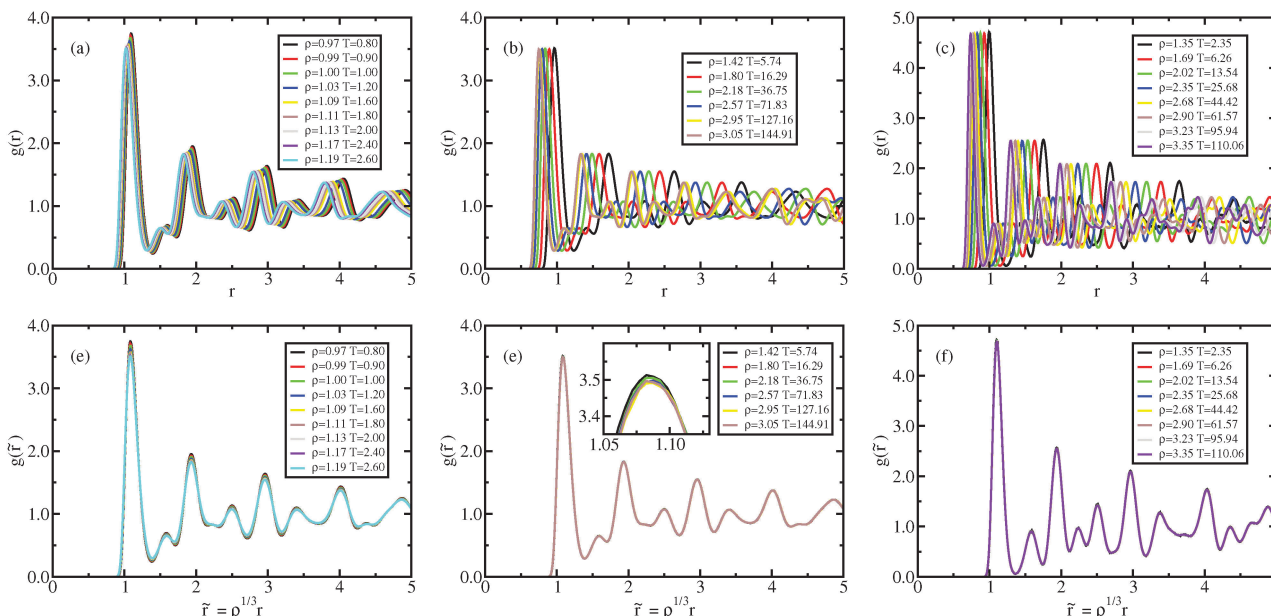 (a)
g(r)
4.0
3.0
2.0
1.0
0.0
0
1
2
3
4
5
r
ρ=0.97 T=0.80
ρ=0.99 T=0.90
ρ=1.00 T=1.00
ρ=1.03 T=1.20
ρ=1.09 T=1.60
ρ=1.11 T=1.80
ρ=1.13 T=2.00
ρ=1.17 T=2.40
ρ=1.19 T=2.60
(b)
g(r)
4.0
3.0
2.0
1.0
0.0
0
1
2
3
4
5
r
ρ=1.42 T=5.74
ρ=1.80 T=16.29
ρ=2.18 T=36.75
ρ=2.57 T=71.83
ρ=2.95 T=127.16
ρ=3.05 T=144.91
(c)
g(r)
5.0
4.0
3.0
2.0
1.0
0.0
0
1
2
3
4
r
ρ=1.35 T=2.35
ρ=1.69 T=6.26
ρ=2.02 T=13.54
ρ=2.35 T=25.68
ρ=2.68 T=44.42
ρ=2.90 T=61.57
ρ=3.23 T=95.94
ρ=3.35 T=110.06
(e)
g(r̃)
4.0
3.0
2.0
1.0
0.0
0
1
2
3
4
5
r̃ = ρ^1/3 r
ρ=0.97 T=0.80
ρ=0.99 T=0.90
ρ=1.00 T=1.00
ρ=1.03 T=1.20
ρ=1.09 T=1.60
ρ=1.11 T=1.80
ρ=1.13 T=2.00
ρ=1.17 T=2.40
ρ=1.19 T=2.60
(e)
g(r̃)
4.0
3.0
2.0
1.0
0.0
0
1
2
3
4
5
r̃ = ρ^1/3 r
3.5
3.4
1.05
1.10
ρ=1.42 T=5.74
ρ=1.80 T=16.29
ρ=2.18 T=36.75
ρ=2.57 T=71.83
ρ=2.95 T=127.16
ρ=3.05 T=144.91
(f)
g(r̃)
5.0
4.0
3.0
2.0
1.0
0.0
0
1
2
3
4
r̃ = ρ^1/3 r
ρ=1.35 T=2.35
ρ=1.69 T=6.26
ρ=2.02 T=13.54
ρ=2.35 T=25.68
ρ=2.68 T=44.42
ρ=2.90 T=61.57
ρ=3.23 T=95.94
ρ=3.35 T=110.06